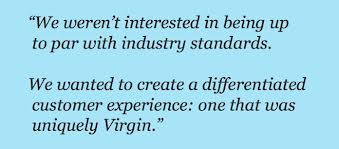 “We weren’t interested in being up
to par with industry standards.
We wanted to create a differentiated
customer experience: one that was
uniquely Virgin.”